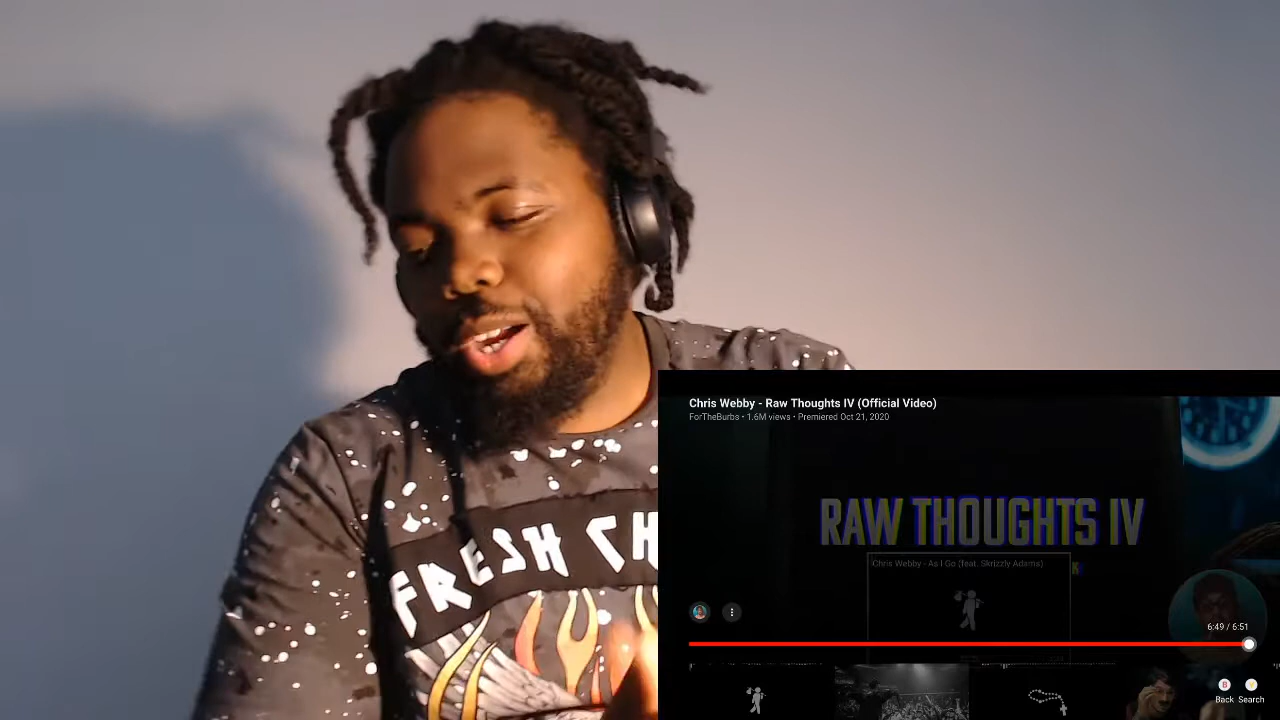 FRESH CH
Chris Webby - Raw Thoughts IV (Official Video)
ForTheBurbs • 1.6M views • Premiered Oct 21, 2020
RAW THOUGHTS IV
Chris Webby - As I Go (feat. Skrizzly Adams)
6:49 / 6:51
B Y
Back Search